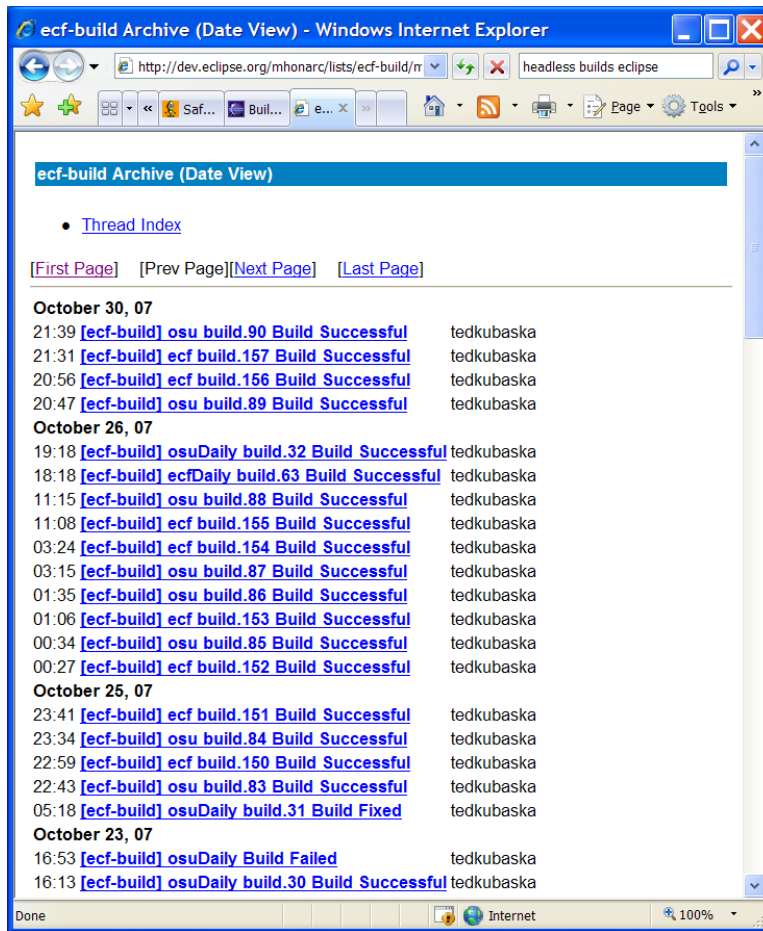 ecf-build Archive (Date View) - Windows Internet Explorer
http://dev.eclipse.org/mhonarc/lists/ecf-build/m headless builds eclipse
« Saf... Buil... e... x » Page Tools »
ecf-build Archive (Date View)
• Thread Index
[First Page] [Prev Page][Next Page] [Last Page]
October 30, 07
21:39 [ecf-build] osu build.90 Build Successful tedkubaska
21:31 [ecf-build] ecf build.157 Build Successful tedkubaska
20:56 [ecf-build] ecf build.156 Build Successful tedkubaska
20:47 [ecf-build] osu build.89 Build Successful tedkubaska
October 26, 07
19:18 [ecf-build] osuDaily build.32 Build Successful tedkubaska
18:18 [ecf-build] ecfDaily build.63 Build Successful tedkubaska
11:15 [ecf-build] osu build.88 Build Successful tedkubaska
11:08 [ecf-build] ecf build.155 Build Successful tedkubaska
03:24 [ecf-build] ecf build.154 Build Successful tedkubaska
03:15 [ecf-build] osu build.87 Build Successful tedkubaska
01:35 [ecf-build] osu build.86 Build Successful tedkubaska
01:06 [ecf-build] ecf build.153 Build Successful tedkubaska
00:34 [ecf-build] osu build.85 Build Successful tedkubaska
00:27 [ecf-build] ecf build.152 Build Successful tedkubaska
October 25, 07
23:41 [ecf-build] ecf build.151 Build Successful tedkubaska
23:34 [ecf-build] osu build.84 Build Successful tedkubaska
22:59 [ecf-build] ecf build.150 Build Successful tedkubaska
22:43 [ecf-build] osu build.83 Build Successful tedkubaska
05:18 [ecf-build] osuDaily build.31 Build Fixed tedkubaska
October 23, 07
16:53 [ecf-build] osuDaily Build Failed tedkubaska
16:13 [ecf-build] osuDaily build.30 Build Successful tedkubaska
Done Internet 100%